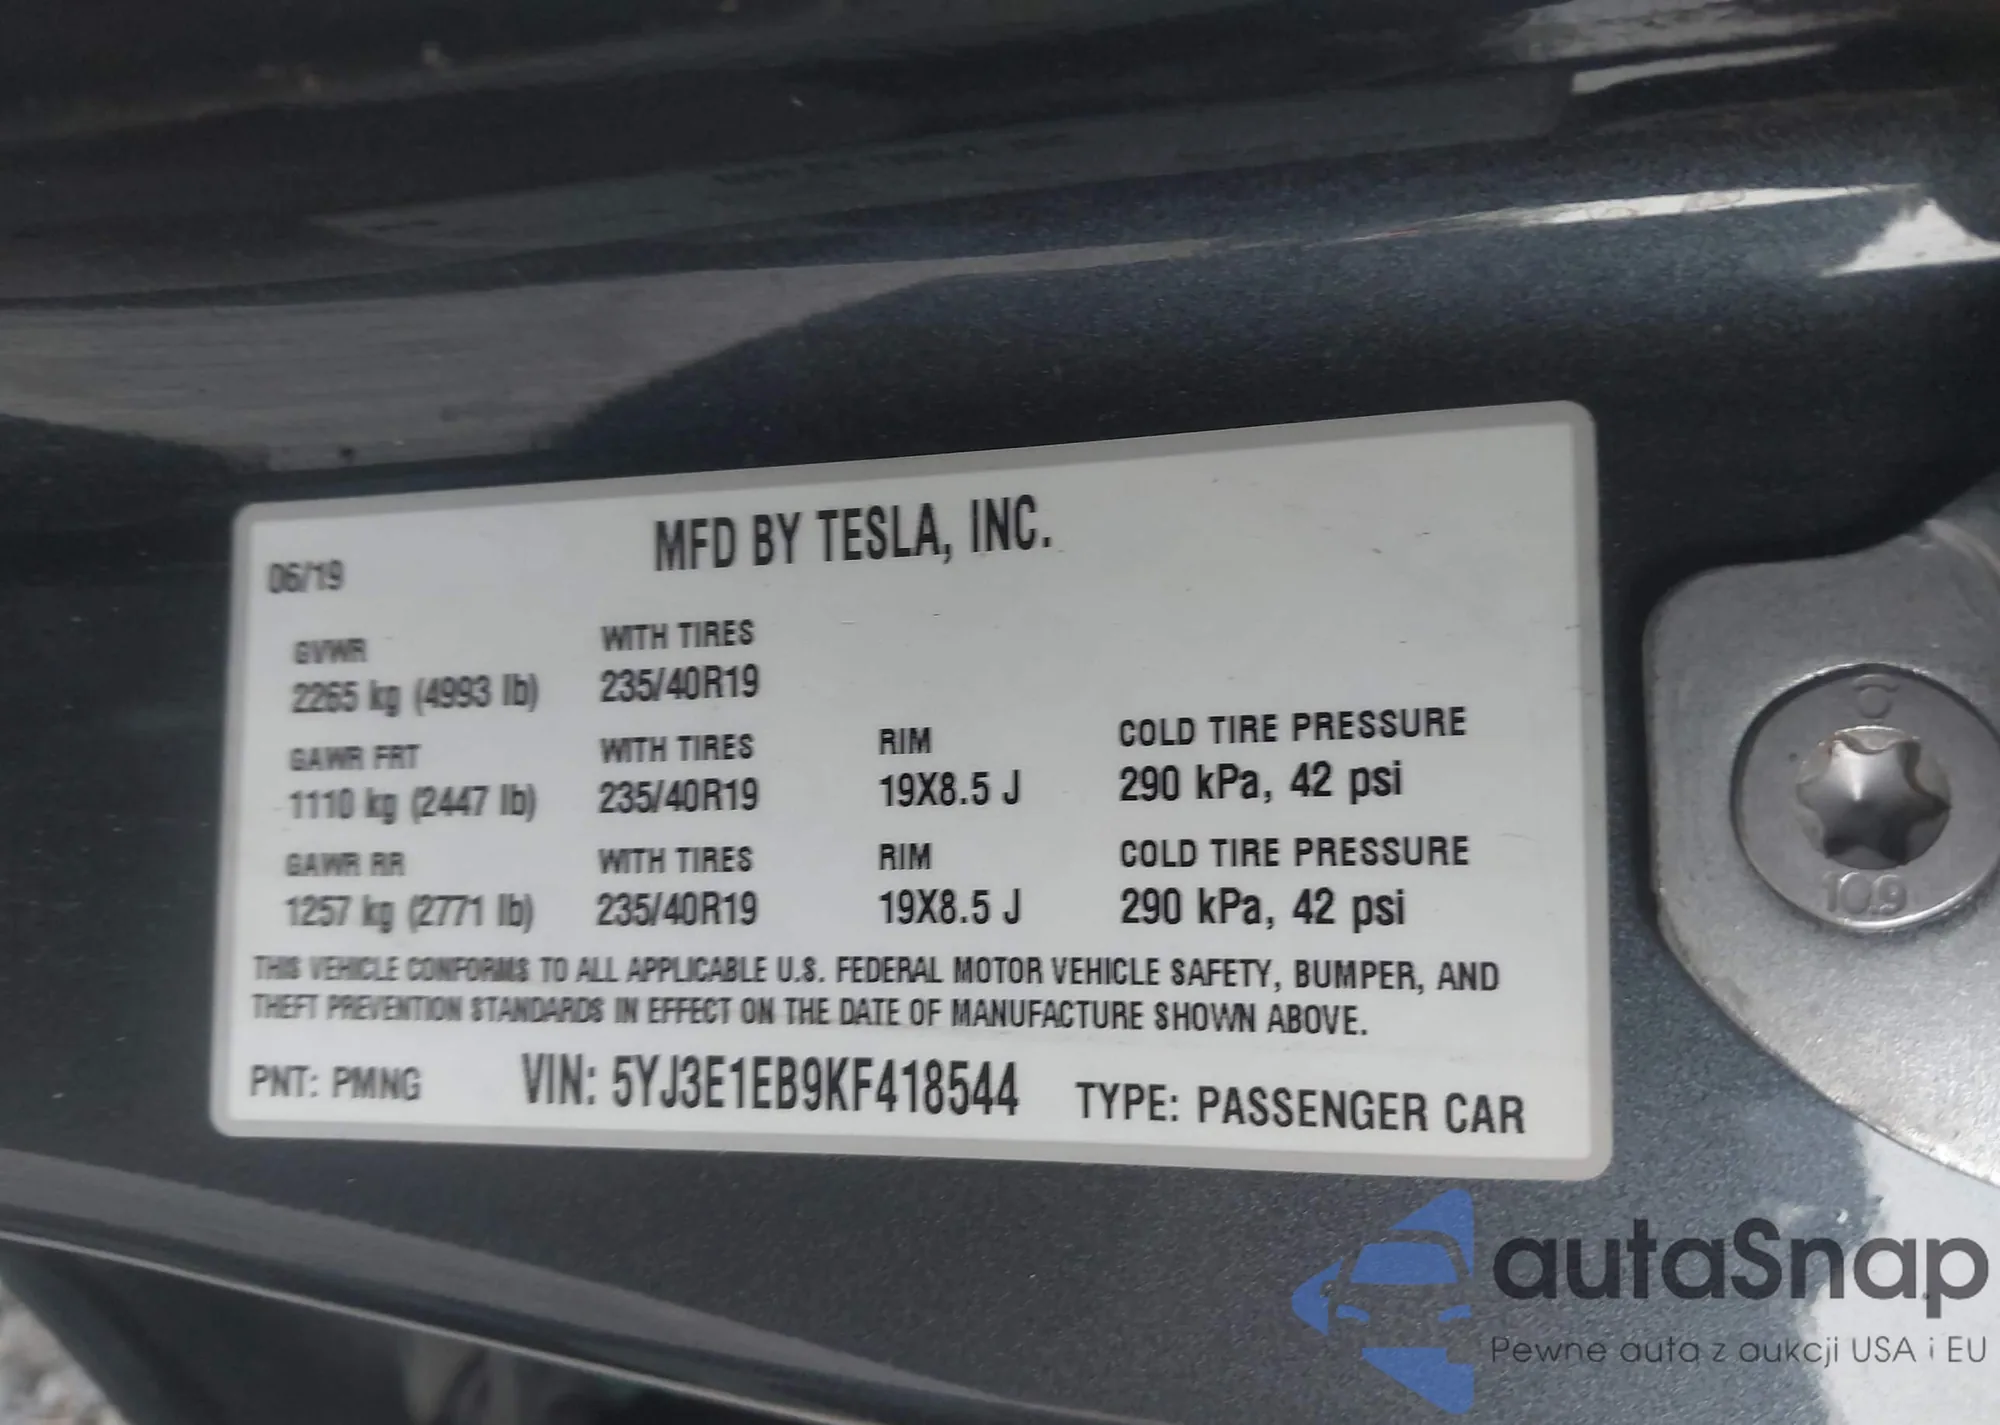 MFD BY TESLA, INC.
06/19
GVWR WITH TIRES
2265 kg (4993 lb) 235/40R19
GAWR FRT WITH TIRES RIM COLD TIRE PRESSURE
1110 kg (2447 lb) 235/40R19 19X8.5 J 290 kPa, 42 psi
GAWR RR WITH TIRES RIM COLD TIRE PRESSURE
1257 kg (2771 lb) 235/40R19 19X8.5 J 290 kPa, 42 psi
THIS VEHICLE CONFORMS TO ALL APPLICABLE U.S. FEDERAL MOTOR VEHICLE SAFETY, BUMPER, AND
THEFT PREVENTION STANDARDS IN EFFECT ON THE DATE OF MANUFACTURE SHOWN ABOVE.
PNT: PMNG VIN: 5YJ3E1EB9KF418544 TYPE: PASSENGER CAR
10.9
autaSnap
Pewne auta z aukcji USA i EU